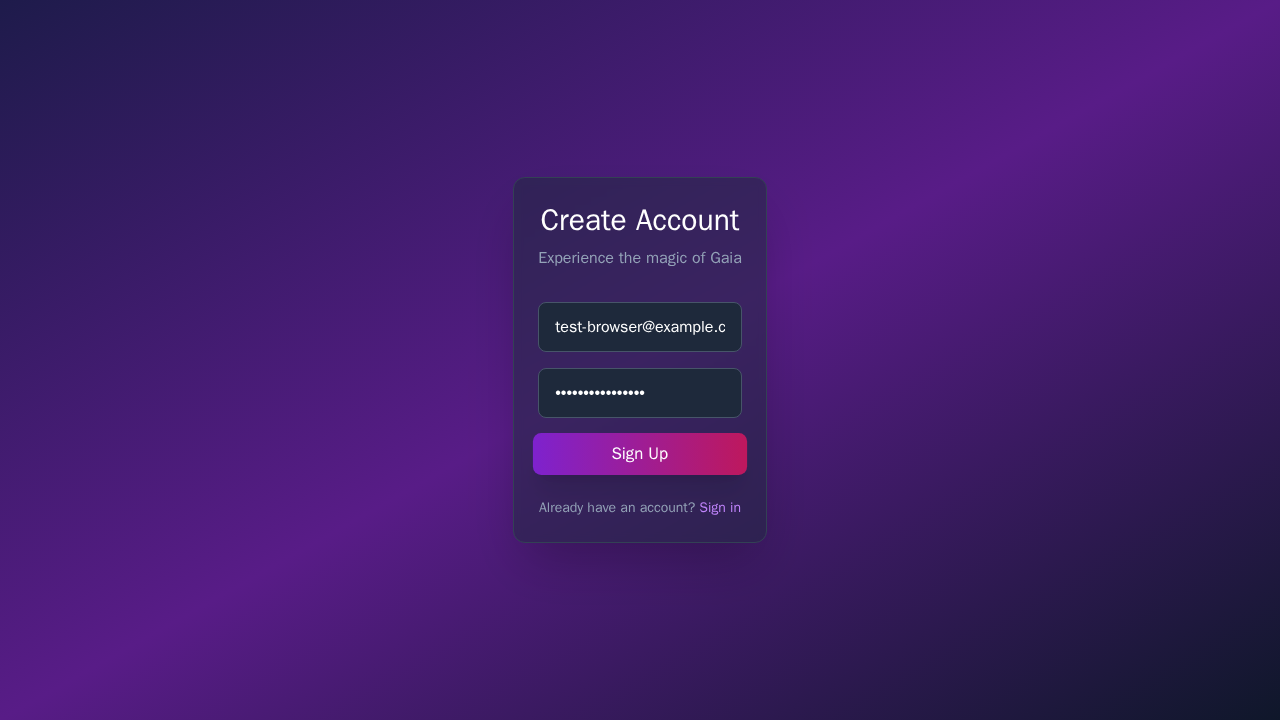 Create Account
Experience the magic of Gaia
test-browser@example.c
••••••••••••••••
Sign Up
Already have an account? Sign in